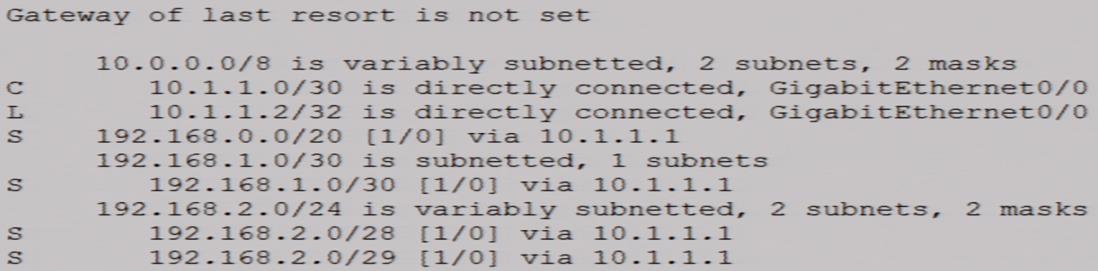 Gateway of last resort is not set
10.0.0.0/8 is variably subnetted, 2 subnets, 2 masks
C 10.1.1.0/30 is directly connected, GigabitEthernet0/0
L 10.1.1.2/32 is directly connected, GigabitEthernet0/0
S 192.168.0.0/20 [1/0] via 10.1.1.1
192.168.1.0/30 is subnetted, 1 subnets
S 192.168.1.0/30 [1/0] via 10.1.1.1
192.168.2.0/24 is variably subnetted, 2 subnets, 2 masks
S 192.168.2.0/28 [1/0] via 10.1.1.1
S 192.168.2.0/29 [1/0] via 10.1.1.1